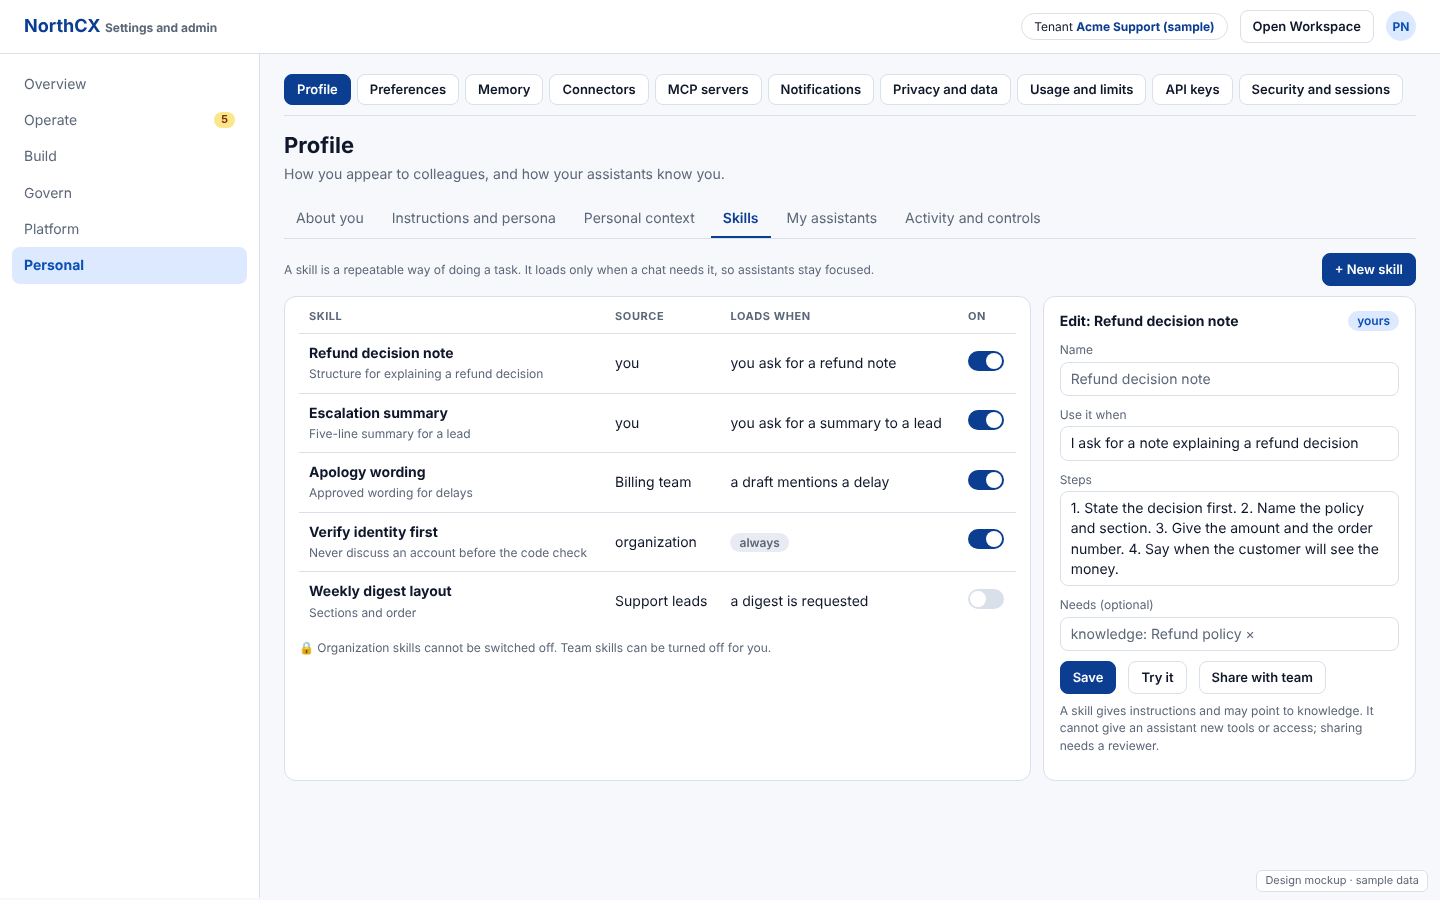 NorthCX Settings and admin
Tenant Acme Support (sample)
Open Workspace
PN
Overview
Operate 5
Build
Govern
Platform
Personal
Profile Preferences Memory Connectors MCP servers Notifications Privacy and data Usage and limits API keys Security and sessions
Profile
How you appear to colleagues, and how your assistants know you.
About you Instructions and persona Personal context Skills My assistants Activity and controls
A skill is a repeatable way of doing a task. It loads only when a chat needs it, so assistants stay focused.
+ New skill
SKILL SOURCE LOADS WHEN ON
Refund decision note
Structure for explaining a refund decision
you
you ask for a refund note
Escalation summary
Five-line summary for a lead
you
you ask for a summary to a lead
Apology wording
Approved wording for delays
Billing team
a draft mentions a delay
Verify identity first
Never discuss an account before the code check
organization
always
Weekly digest layout
Sections and order
Support leads
a digest is requested
🔒 Organization skills cannot be switched off. Team skills can be turned off for you.
Edit: Refund decision note
yours
Name
Refund decision note
Use it when
I ask for a note explaining a refund decision
Steps
1. State the decision first. 2. Name the policy
and section. 3. Give the amount and the order
number. 4. Say when the customer will see the
money.
Needs (optional)
knowledge: Refund policy ×
Save Try it Share with team
A skill gives instructions and may point to knowledge. It
cannot give an assistant new tools or access; sharing
needs a reviewer.
Design mockup · sample data